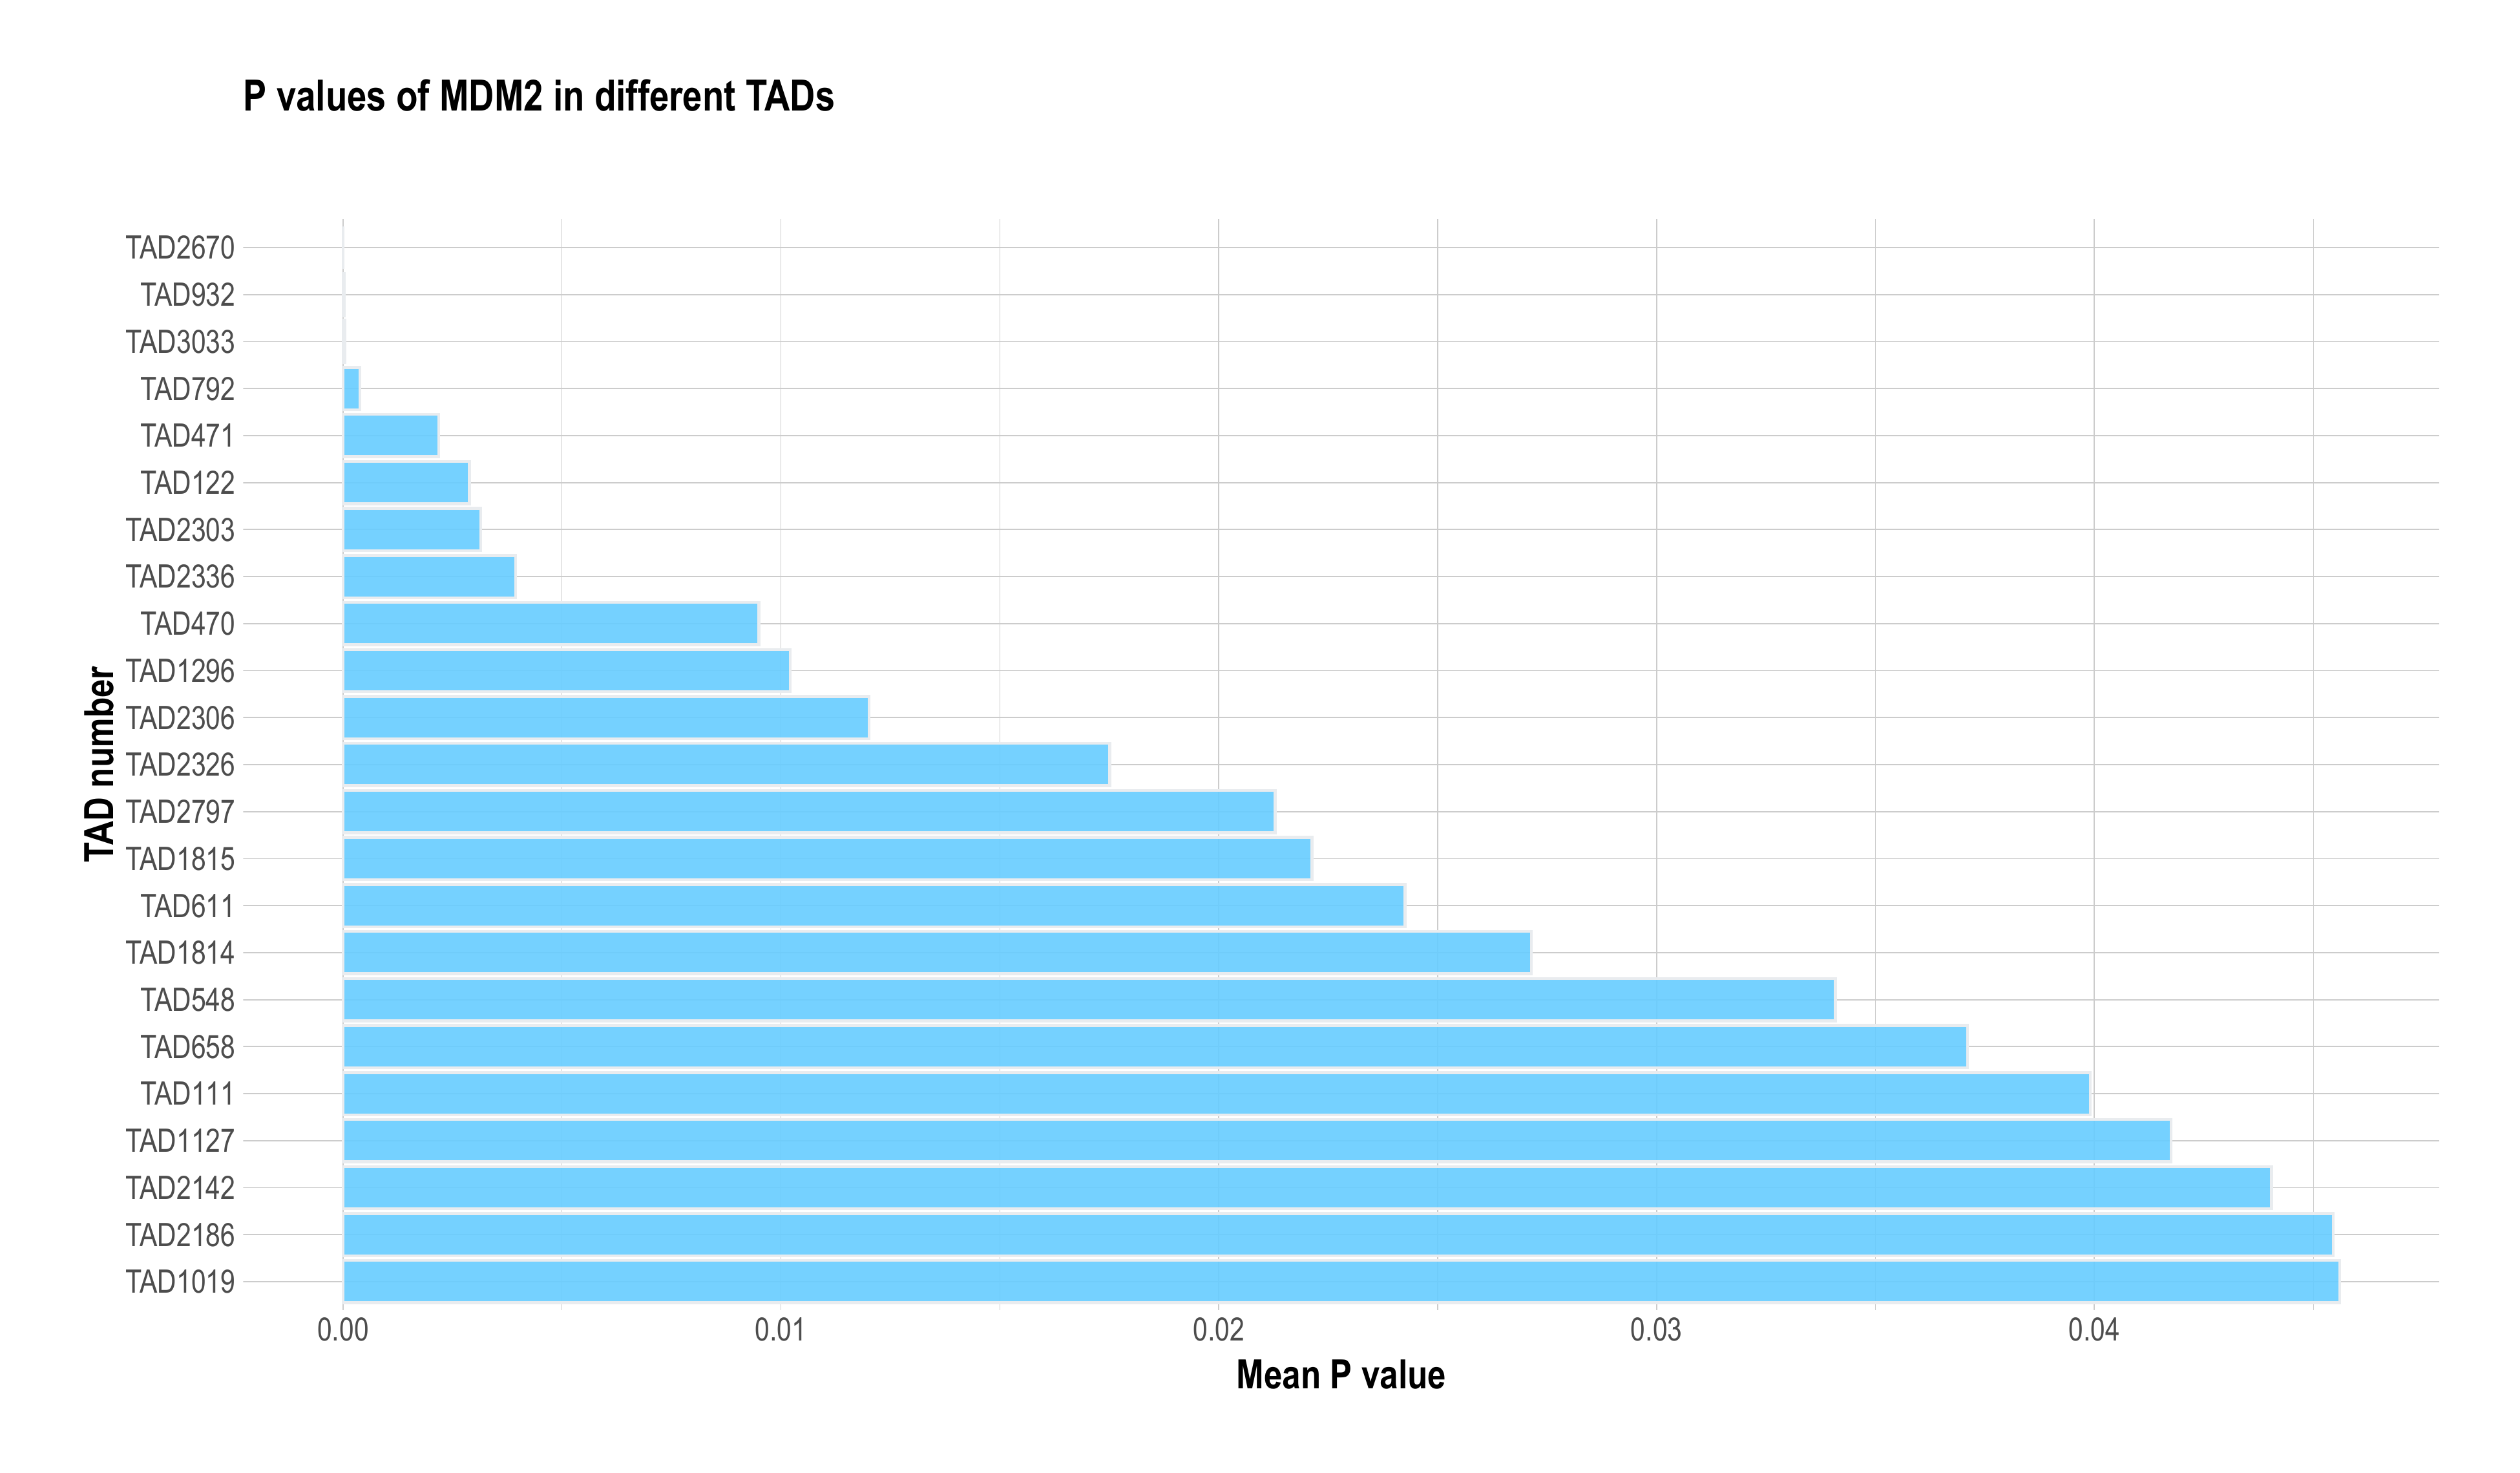 P values of MDM2 in different TADs
TAD number
TAD2670
TAD932
TAD3033
TAD792
TAD471
TAD122
TAD2303
TAD2336
TAD470
TAD1296
TAD2306
TAD2326
TAD2797
TAD1815
TAD611
TAD1814
TAD548
TAD658
TAD111
TAD1127
TAD2142
TAD2186
TAD1019
0.00 0.01 0.02 0.03 0.04
Mean P value